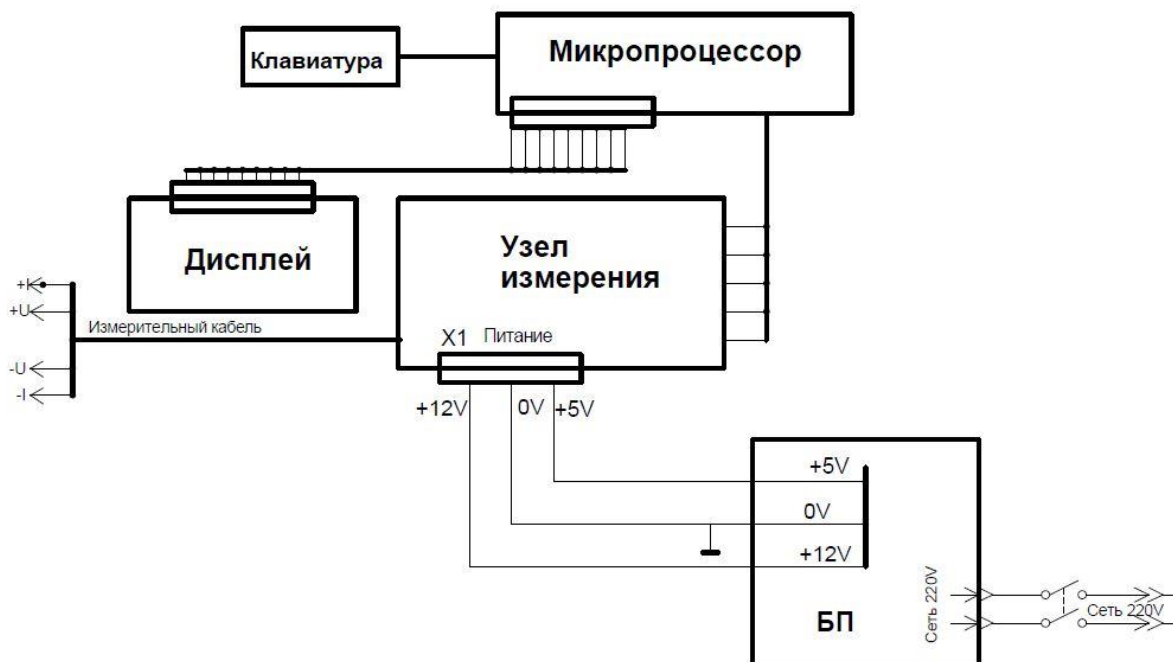 Клавиатура
Микропроцессор
Дисплей
Узел
измерения
+I
+U
Измерительный кабель
-U
-I
X1 Питание
+12V 0V +5V
+5V
0V
+12V
БП
Сеть 220V
Сеть 220V